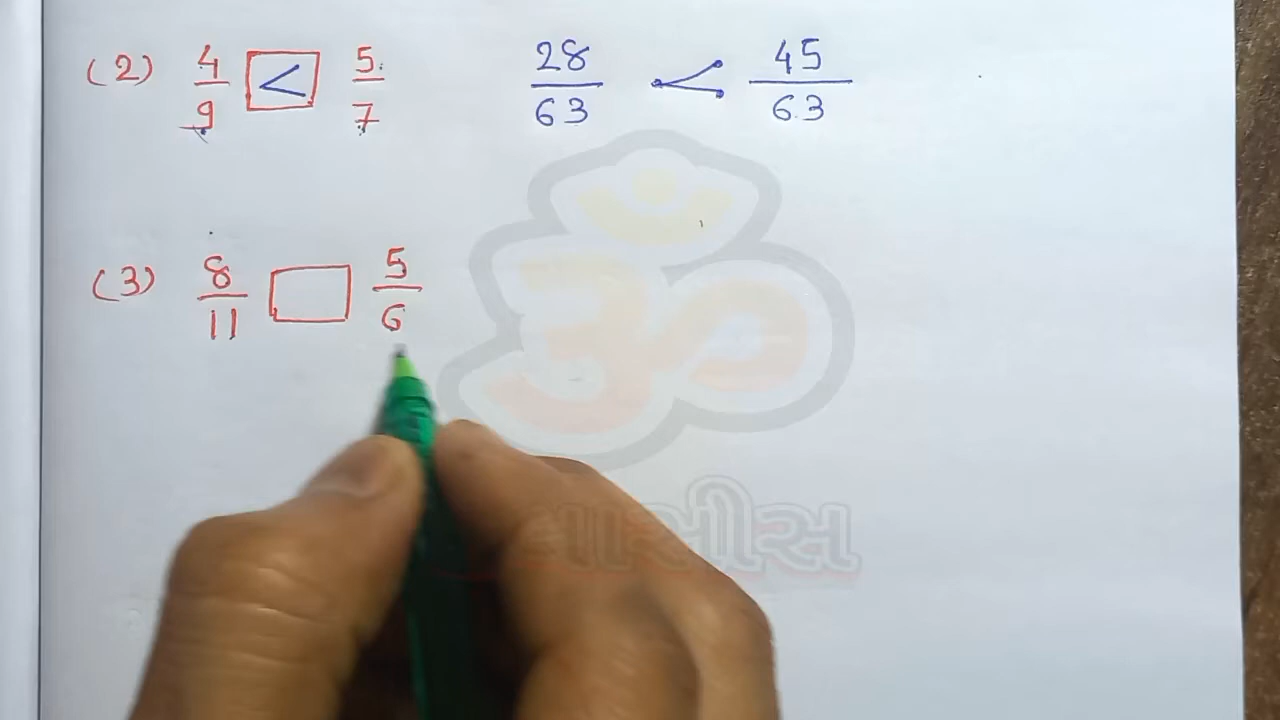 (2) 4/9 < 5/7 28/63 < 45/63
(3) 8/11 □ 5/6